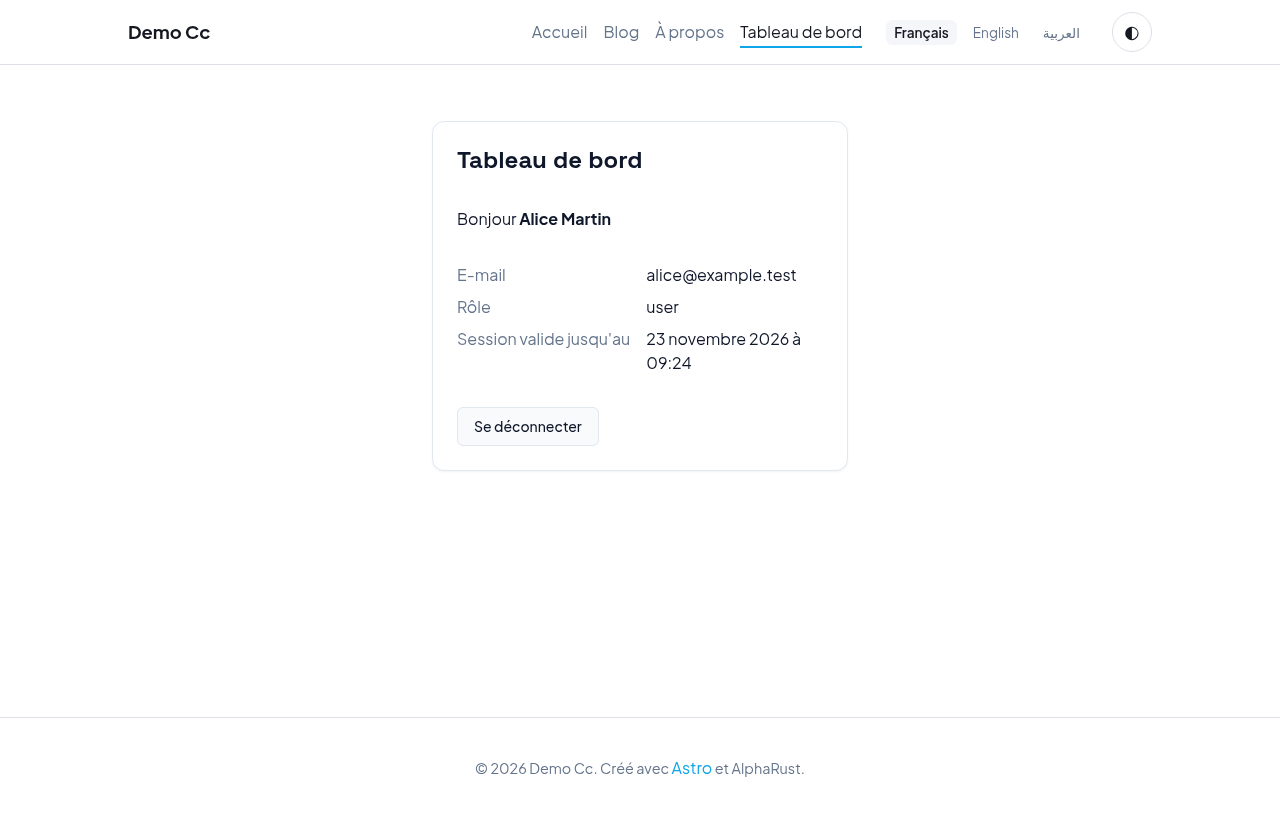 Demo Cc
Accueil Blog À propos Tableau de bord Français English العربية
Tableau de bord
Bonjour Alice Martin
E-mail alice@example.test
Rôle user
Session valide jusqu'au 23 novembre 2026 à
09:24
Se déconnecter
© 2026 Demo Cc. Créé avec Astro et AlphaRust.